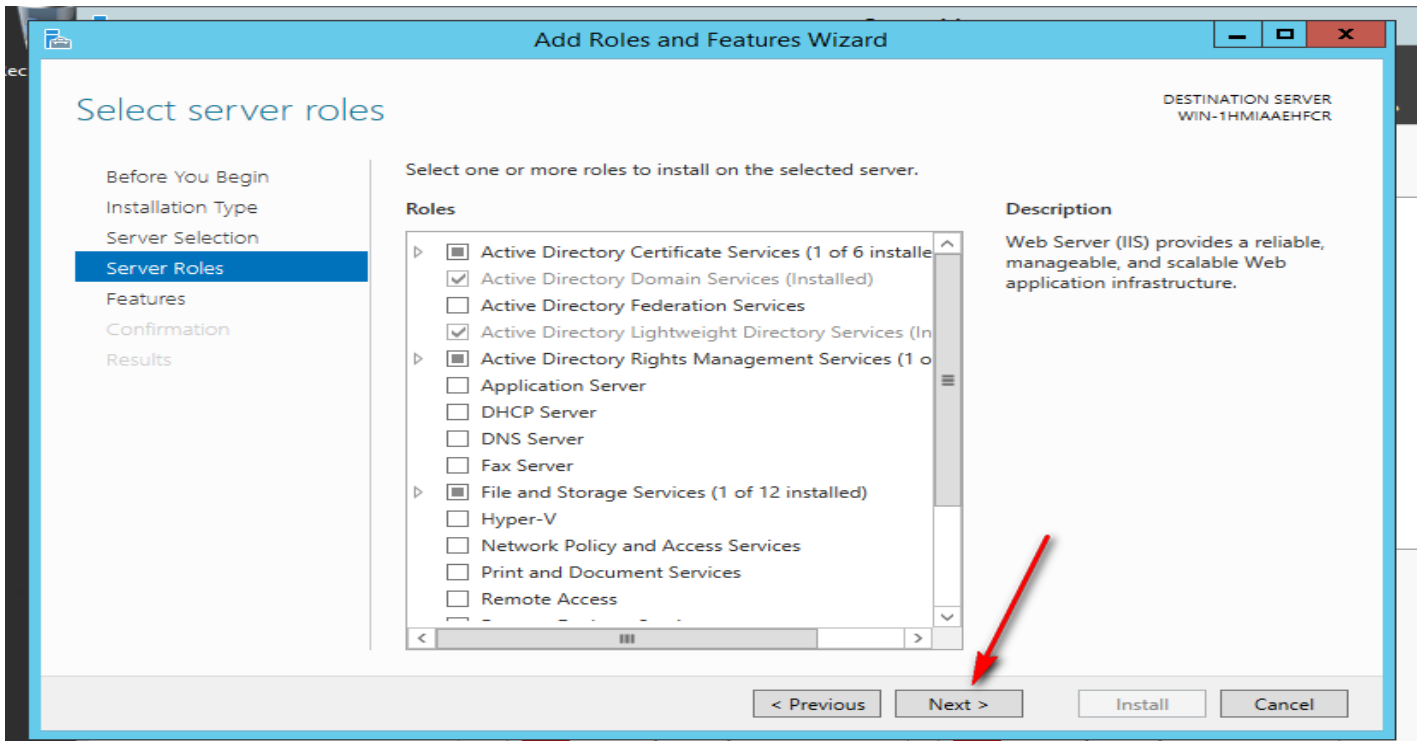 Add Roles and Features Wizard
Select server roles
DESTINATION SERVER
WIN-1HMIAAEHFCR
Before You Begin
Installation Type
Server Selection
Server Roles
Features
Confirmation
Results
Select one or more roles to install on the selected server.
Roles
Active Directory Certificate Services (1 of 6 installe
Active Directory Domain Services (Installed)
Active Directory Federation Services
Active Directory Lightweight Directory Services (In
Active Directory Rights Management Services (1 o
Application Server
DHCP Server
DNS Server
Fax Server
File and Storage Services (1 of 12 installed)
Hyper-V
Network Policy and Access Services
Print and Document Services
Remote Access
Description
Web Server (IIS) provides a reliable,
manageable, and scalable Web
application infrastructure.
< Previous
Next >
Install
Cancel
ec